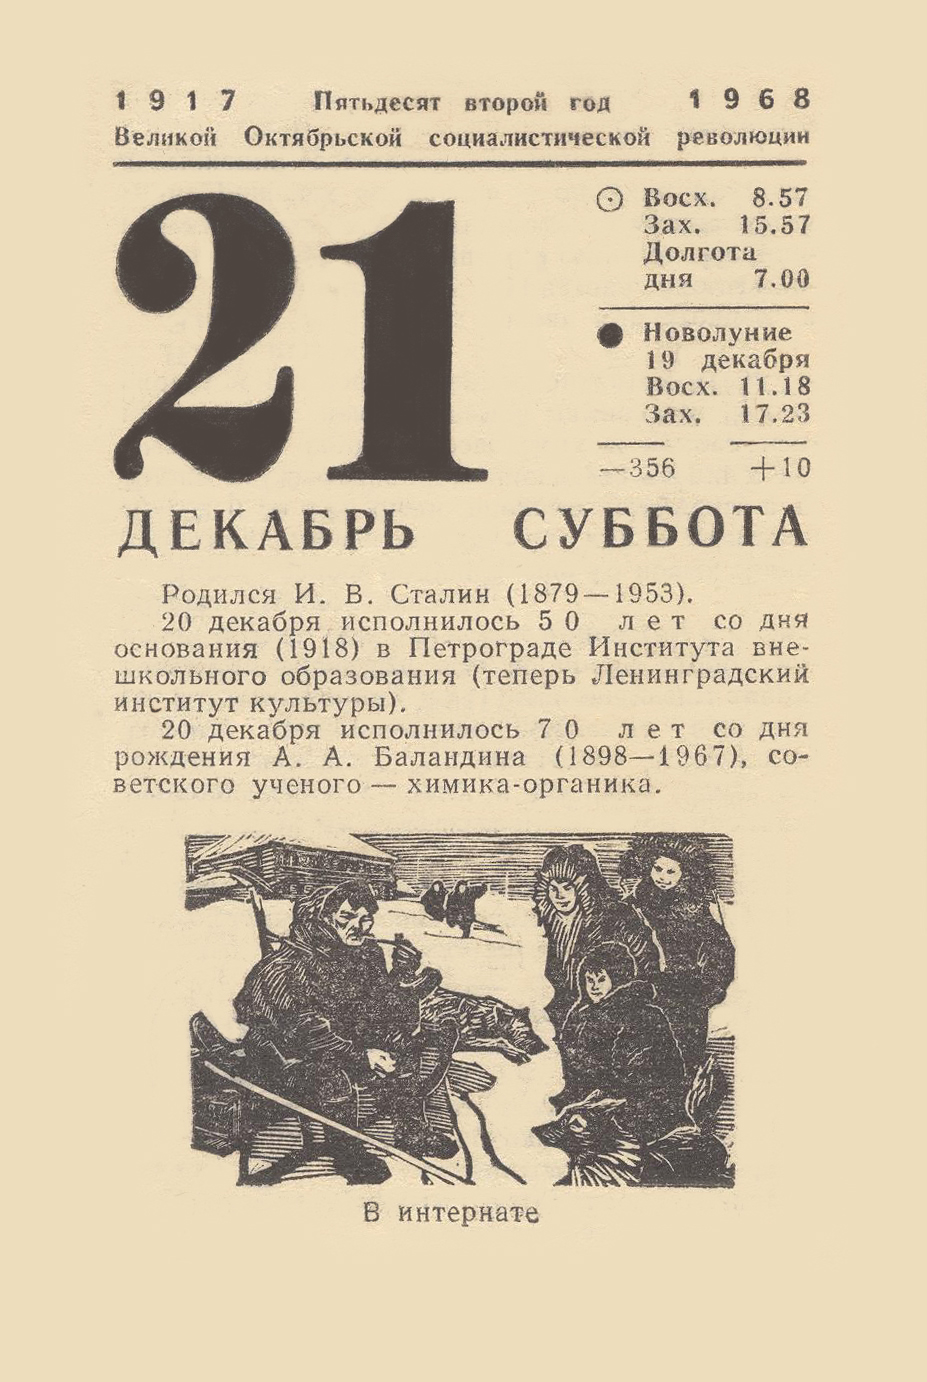 1917 Пятьдесят второй год 1968
Великой Октябрьской социалистической революции
21
Восх. 8.57
Зах. 15.57
Долгота
дня 7.00
Новолуние
19 декабря
Восх. 11.18
Зах. 17.23
—356 +10
ДЕКАБРЬ СУББОТА
Родился И. В. Сталин (1879—1953).
20 декабря исполнилось 50 лет со дня
основания (1918) в Петрограде Института вне-
школьного образования (теперь Ленинградский
институт культуры).
20 декабря исполнилось 70 лет со дня
рождения А. А. Баландина (1898—1967), со-
ветского ученого — химика-органика.
В интернате